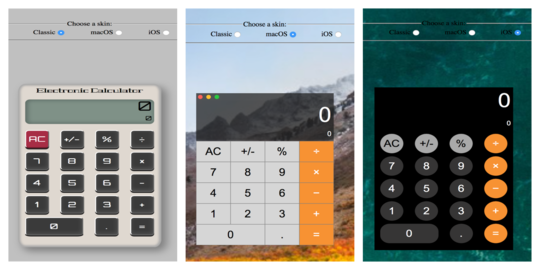 Choose a skin:
Classic macOS iOS
Electronic Calculator
0
0
AC +/- % ÷
7 8 9 ×
4 5 6 −
1 2 3 +
0 . =
Choose a skin:
Classic macOS iOS
0
0
AC +/- % ÷
7 8 9 ×
4 5 6 −
1 2 3 +
0 . =
Choose a skin:
Classic macOS iOS
0
0
AC +/- % ÷
7 8 9 ×
4 5 6 −
1 2 3 +
0 . =